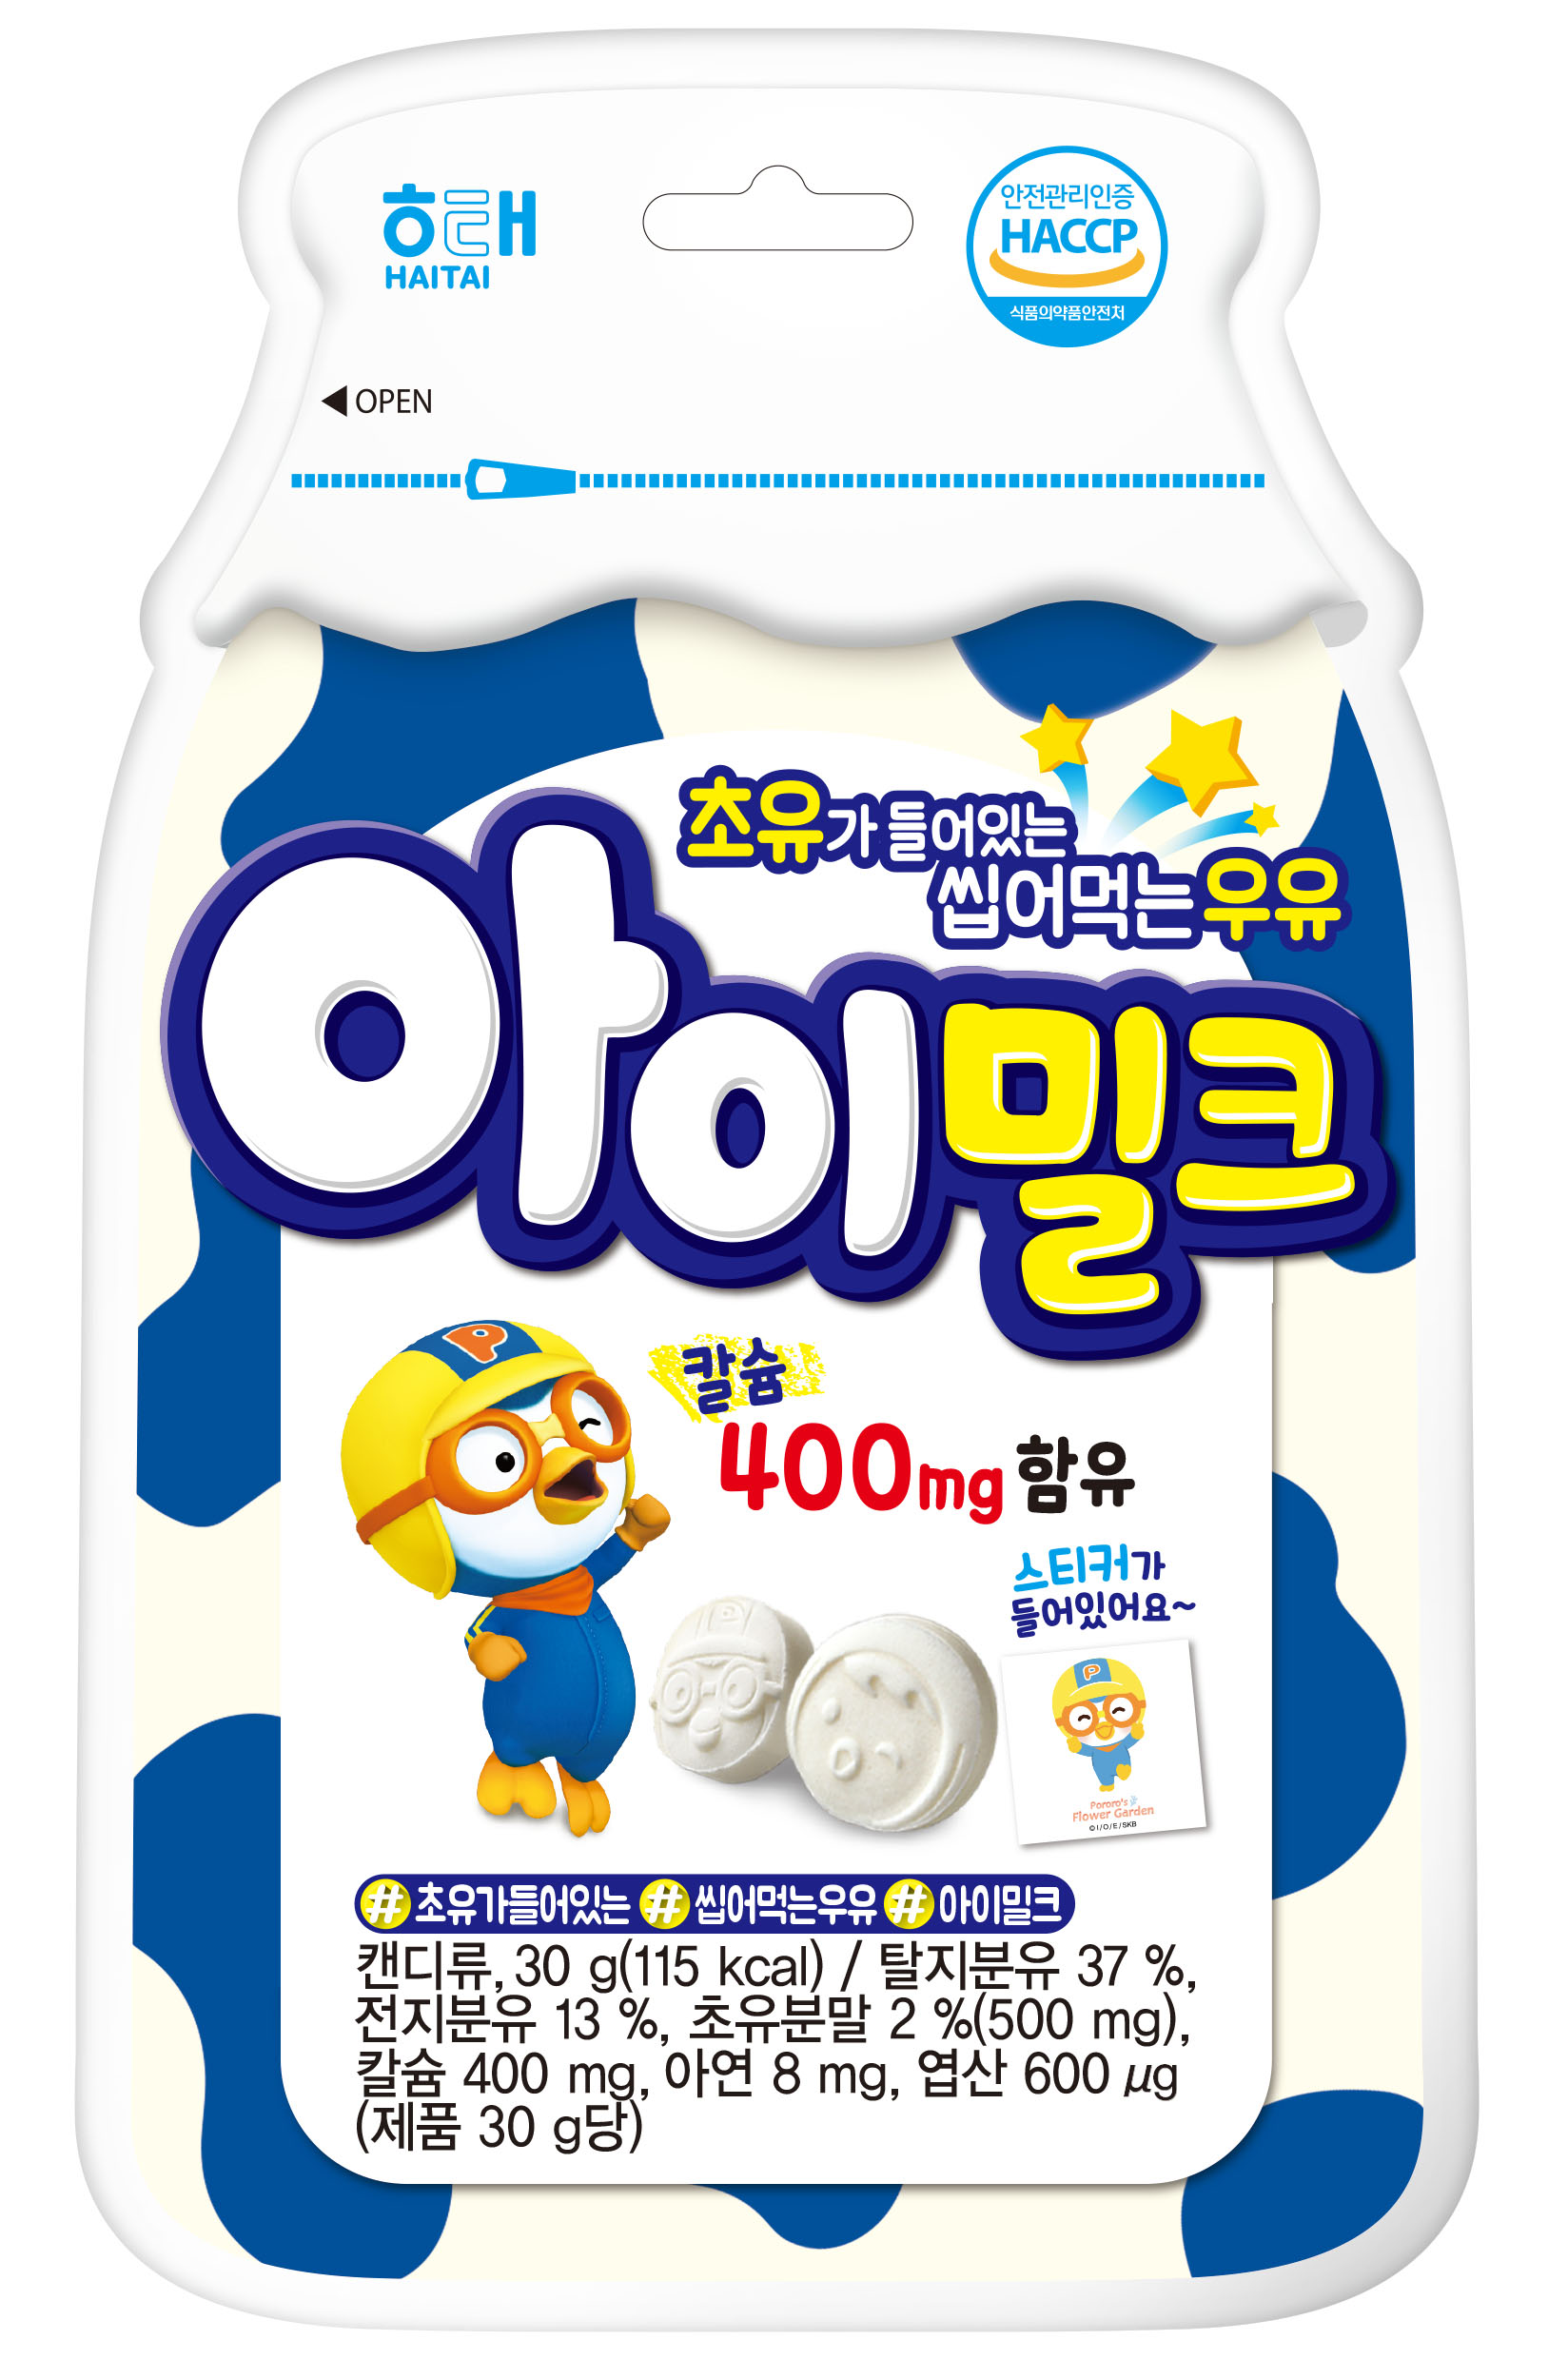 해태
HAITAI
안전관리인증
HACCP
식품의약품안전처
◀ OPEN
초유가 들어있는
씹어먹는 우유
아이밀크
P
칼슘
400mg 함유
스티커가
들어있어요~
P
Pororo's
Flower Garden
© I / O / E / SKB
# 초유가들어있는 # 씹어먹는우유 # 아이밀크
캔디류, 30 g(115 kcal) / 탈지분유 37 %,
전지분유 13 %, 초유분말 2 %(500 mg),
칼슘 400 mg, 아연 8 mg, 엽산 600 μg
(제품 30 g당)